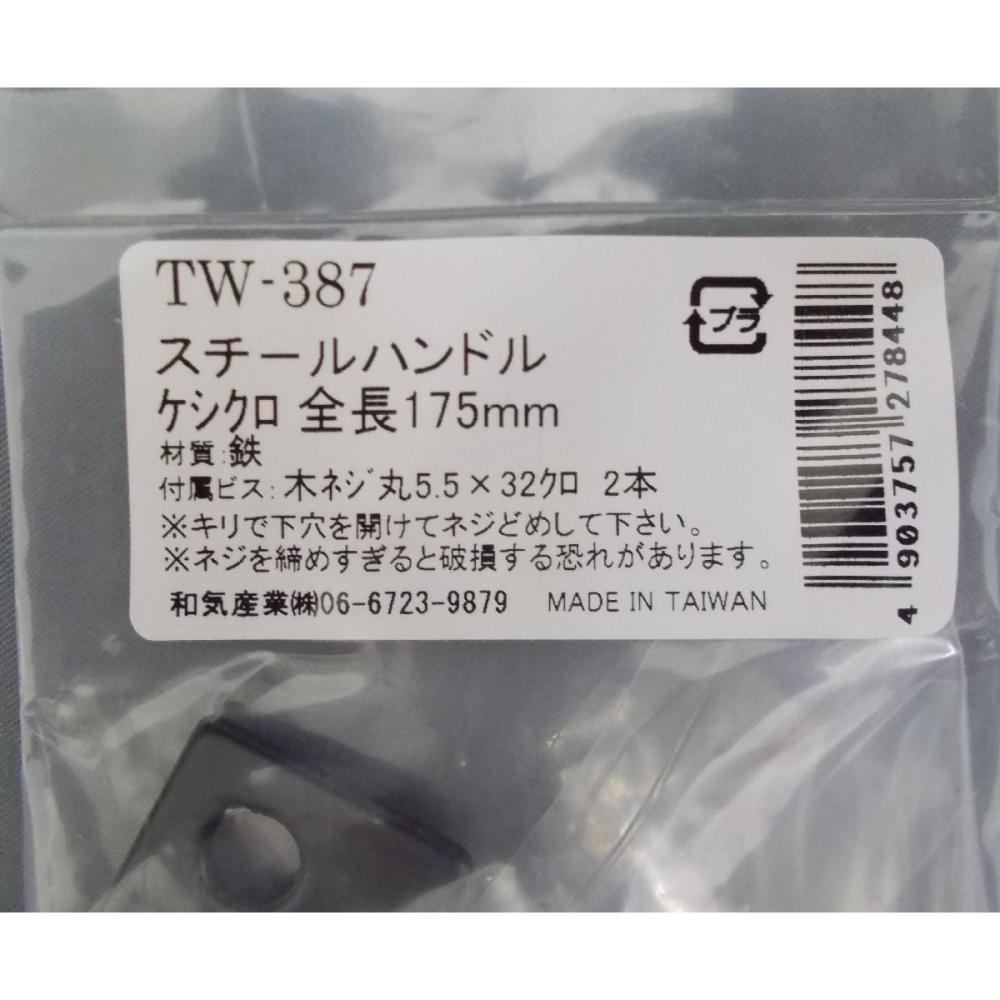 TW-387
スチールハンドル
ｹｼｸﾛ 全長175mm
材質:鉄
付属ビス:木ﾈｼﾞ丸5.5×32ｸﾛ 2本
※キリで下穴を開けてネジどめして下さい。
※ネジを締めすぎると破損する恐れがあります。
和気産業㈱06-6723-9879 MADE IN TAIWAN
プラ
4 903757 278448